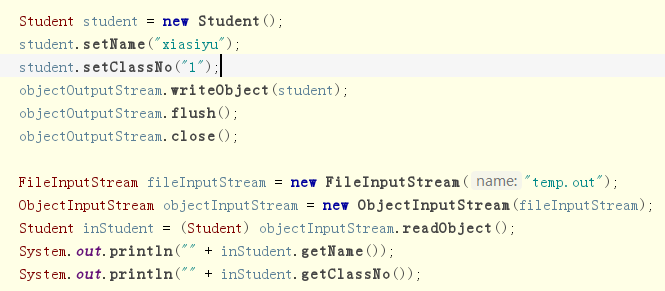 Student student = new Student();
student.setName("xiasiyu");
student.setClassNo("1");
objectOutputStream.writeObject(student);
objectOutputStream.flush();
objectOutputStream.close();
FileInputStream fileInputStream = new FileInputStream( name: "temp.out");
ObjectInputStream objectInputStream = new ObjectInputStream(fileInputStream);
Student inStudent = (Student) objectInputStream.readObject();
System.out.println("" + inStudent.getName());
System.out.println("" + inStudent.getClassNo());